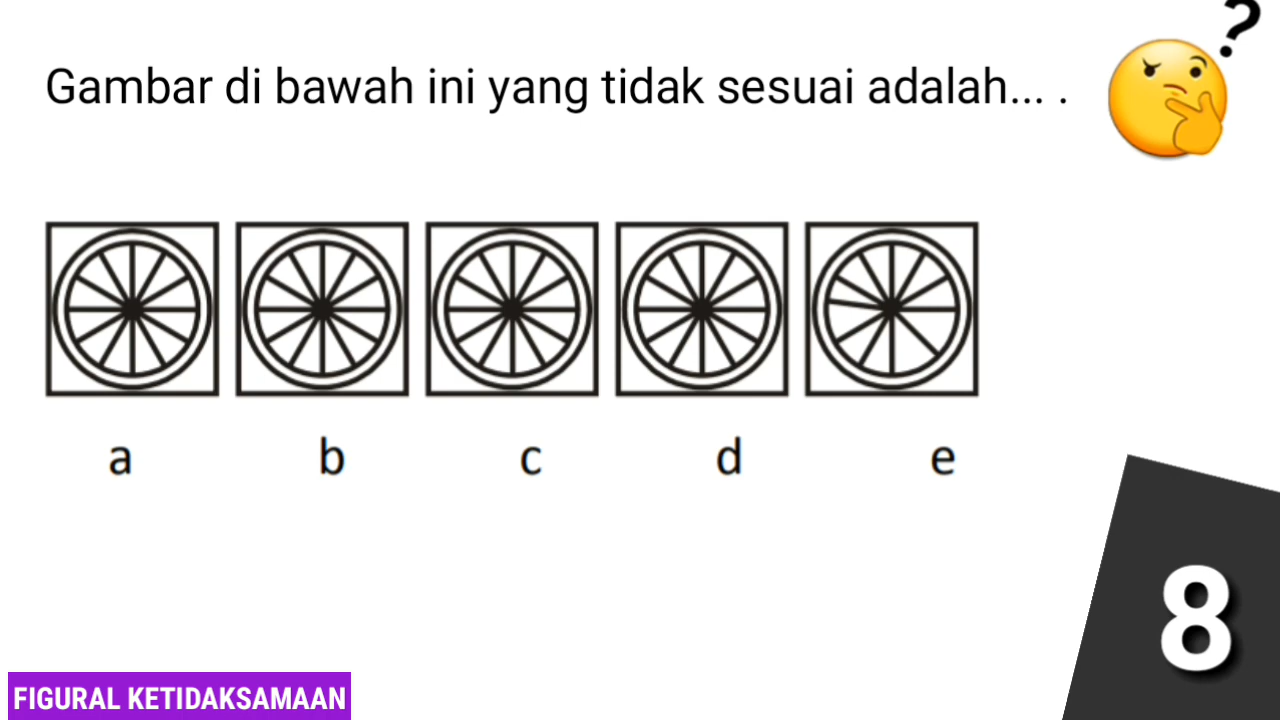 ?
Gambar di bawah ini yang tidak sesuai adalah... .
a b c d e
8
FIGURAL KETIDAKSAMAAN